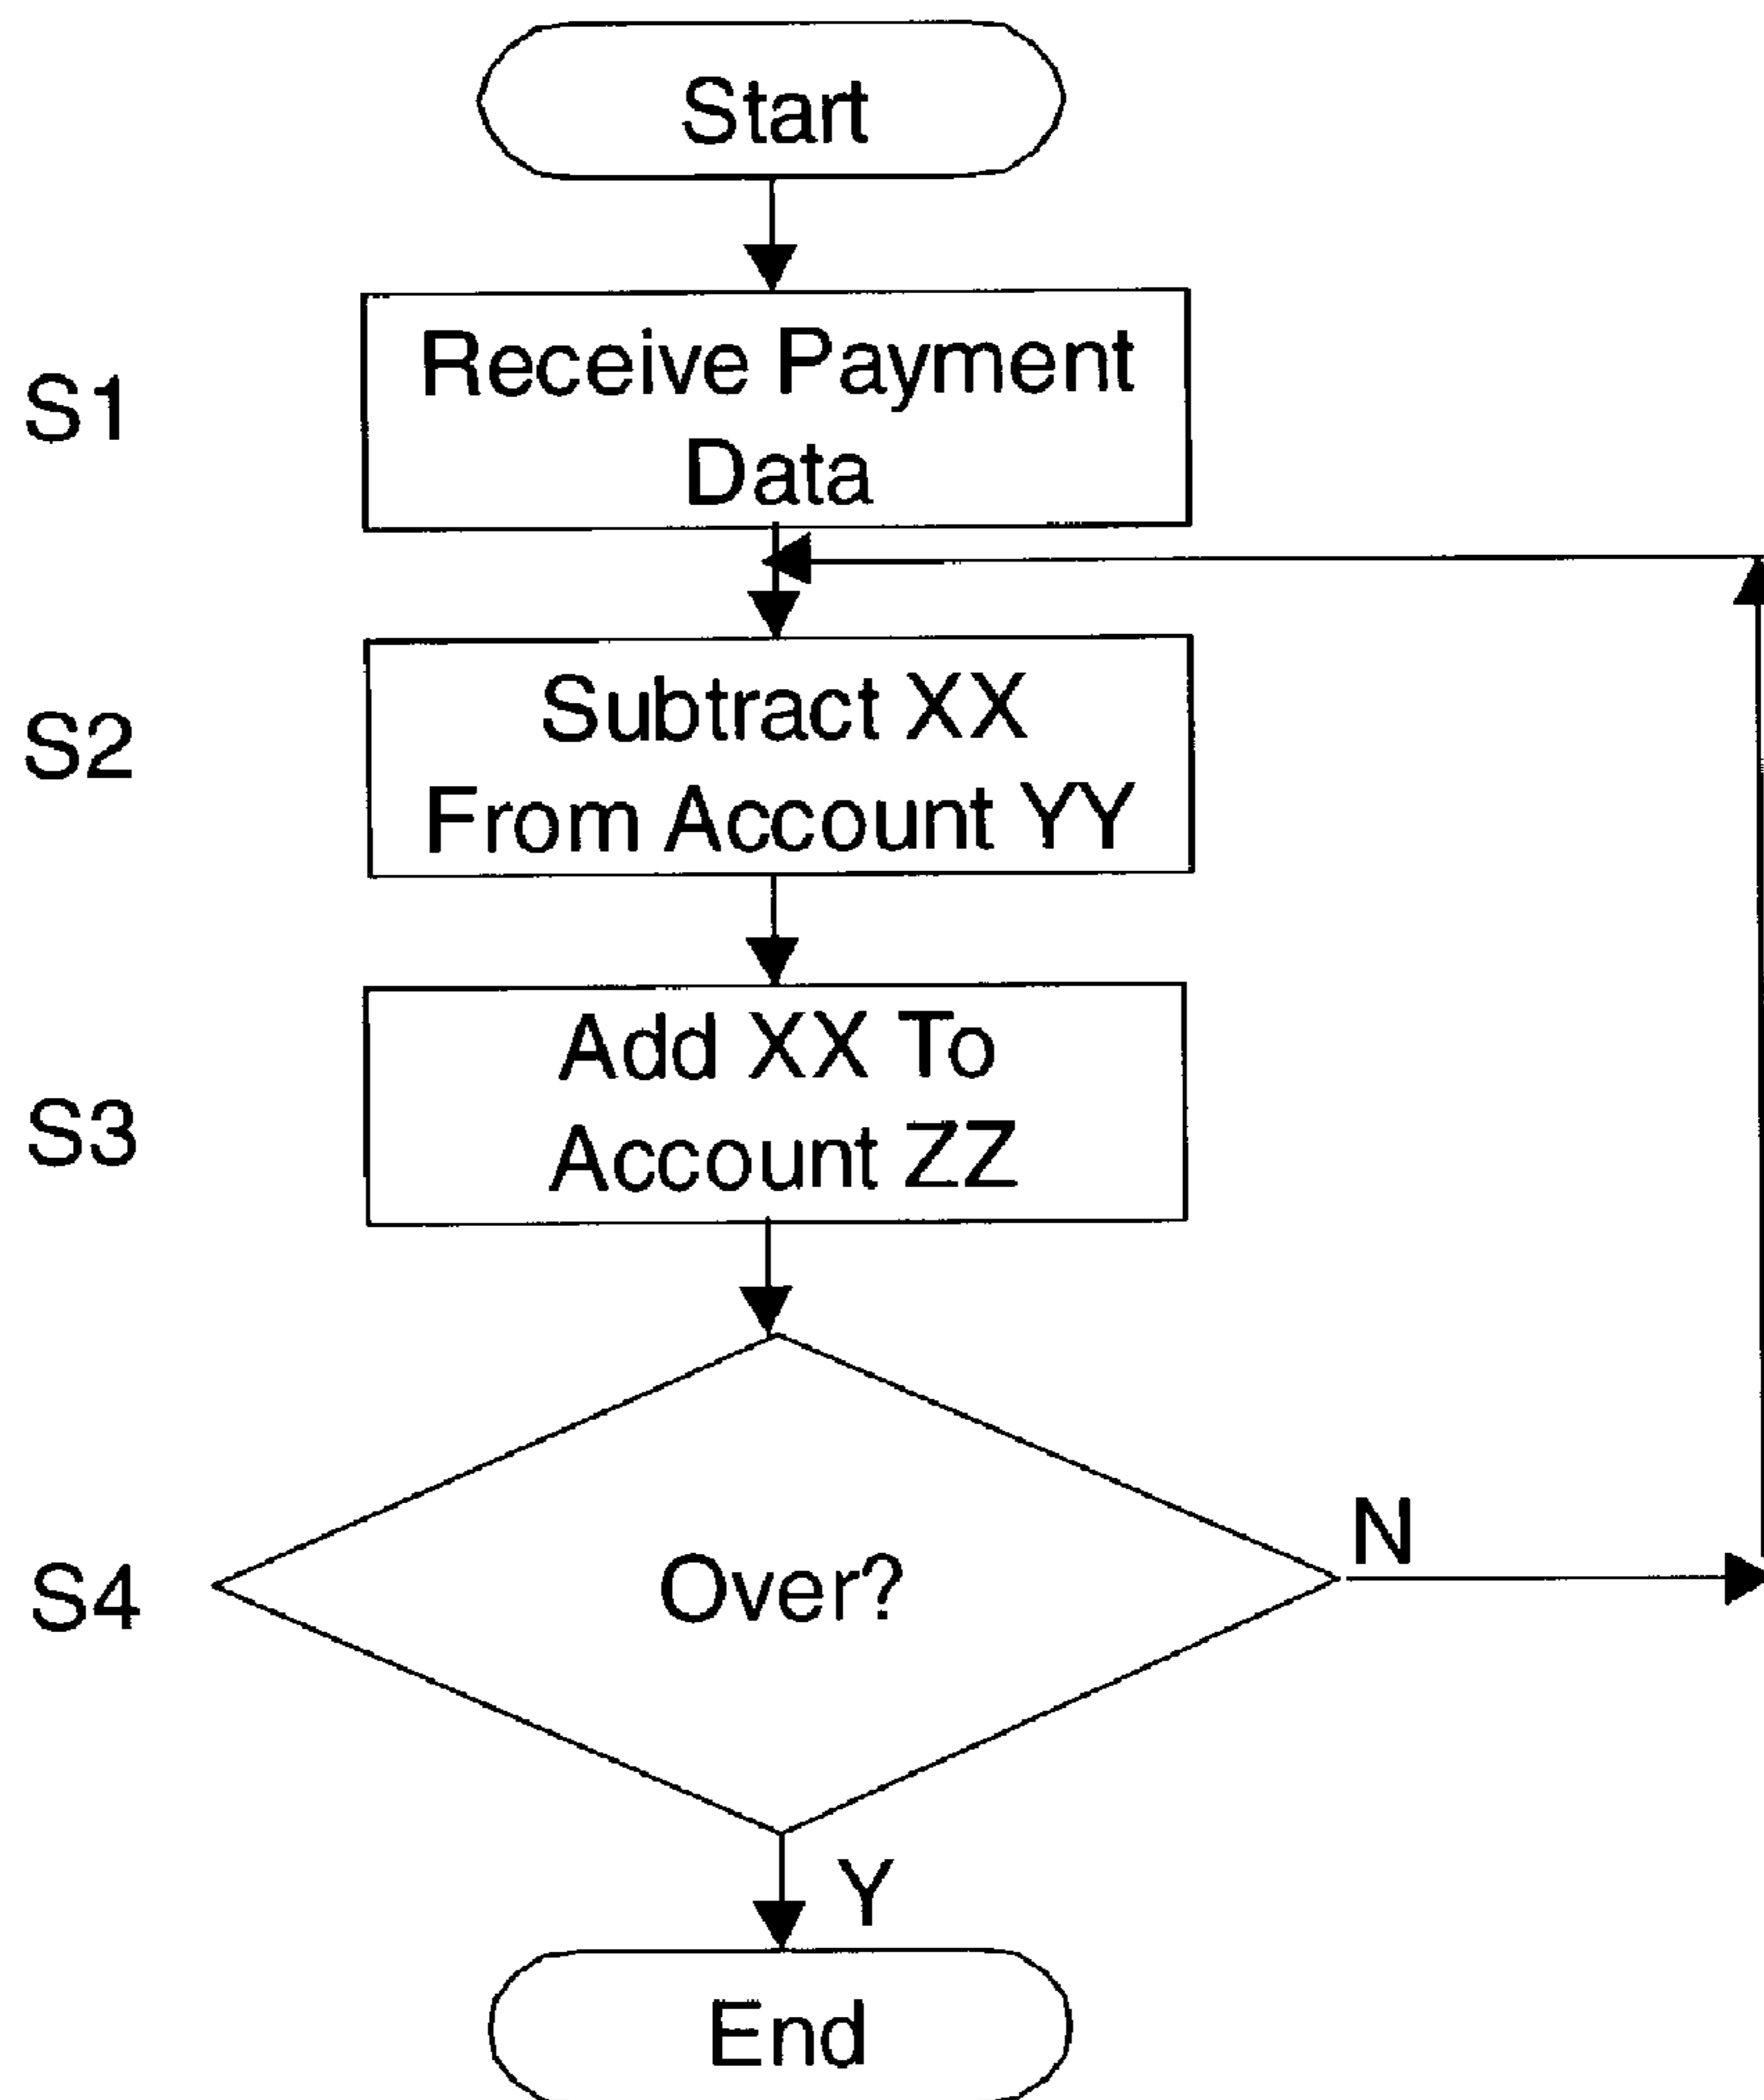 Start
S1
Receive Payment
Data
S2
Subtract XX
From Account YY
S3
Add XX To
Account ZZ
S4
Over?
N
Y
End